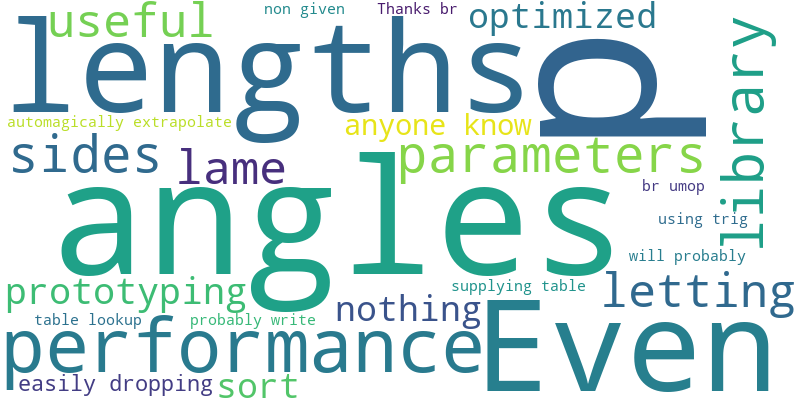 useful
non given
Thanks br
optimized
lengths
p
library
automagically extrapolate
anyone know
sides
lame
parameters
angles
br umop
using trig
will probably
prototyping
supplying table
letting
nothing
Even
table lookup
probably write
performance
easily dropping
sort